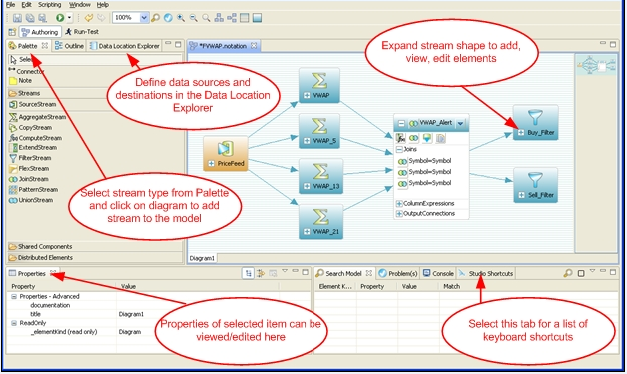 File Edit Scripting Window Help
100%
Authoring Run-Test
Palette Outline Data Location Explorer
*FVWAP.notation
Select
Connector
Note
Streams
SourceStream
AggregateStream
CopyStream
ComputeStream
ExtendStream
FilterStream
FlexStream
JoinStream
PatternStream
UnionStream
Shared Components
Distributed Elements
Define data sources and
destinations in the Data Location
Explorer
Select stream type from Palette
and click on diagram to add
stream to the model
Expand stream shape to add,
view, edit elements
PriceFeed
VWAP
VWAP_5
VWAP_13
VWAP_21
VWAP_Alert
Joins
Symbol=Symbol
Symbol=Symbol
Symbol=Symbol
ColumnExpressions
OutputConnections
Buy_Filter
Sell_Filter
Diagram1
Properties
Property Value
Properties - Advanced
documentation
title Diagram1
ReadOnly
_elementKind (read only) Diagram
Properties of selected item can be
viewed/edited here
Search Model Problem(s) Console Studio Shortcuts
Element K... Property Value Match
Select this tab for a list of
keyboard shortcuts